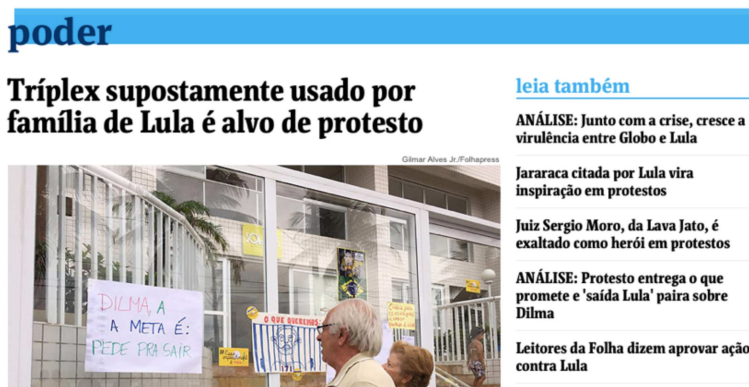 poder
Tríplex supostamente usado por
família de Lula é alvo de protesto
Gilmar Alves Jr./Folhapress
DILMA, A
A META É:
PEDE PRA SAIR
O QUE QUEREMOS
leia também
ANÁLISE: Junto com a crise, cresce a
virulência entre Globo e Lula
Jararaca citada por Lula vira
inspiração em protestos
Juiz Sergio Moro, da Lava Jato, é
exaltado como herói em protestos
ANÁLISE: Protesto entrega o que
promete e 'saída Lula' paira sobre
Dilma
Leitores da Folha dizem aprovar ação
contra Lula